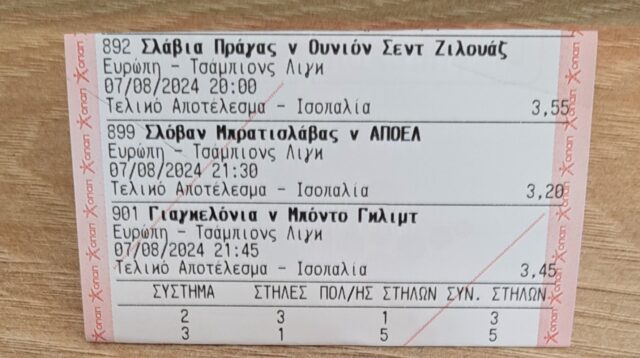 892 Σλάβια Πράγας v Ουνιόν Σεντ Ζιλουάζ
Ευρώπη - Τσάμπιονς Λιγκ
07/08/2024 20:00
Τελικό Αποτέλεσμα - Ισοπαλία 3,55
899 Σλόβαν Μπρατισλάβας v ΑΠΟΕΛ
Ευρώπη - Τσάμπιονς Λιγκ
07/08/2024 21:30
Τελικό Αποτέλεσμα - Ισοπαλία 3,20
901 Γιαγκελόνια v Μπόντο Γκλιμτ
Ευρώπη - Τσάμπιονς Λιγκ
07/08/2024 21:45
Τελικό Αποτέλεσμα - Ισοπαλία 3,45
ΣΥΣΤΗΜΑ ΣΤΗΛΕΣ ΠΟΛ/ΗΣ ΣΤΗΛΩΝ ΣΥΝ. ΣΤΗΛΩΝ
2 3 1 3
3 1 5 5
οπαπ